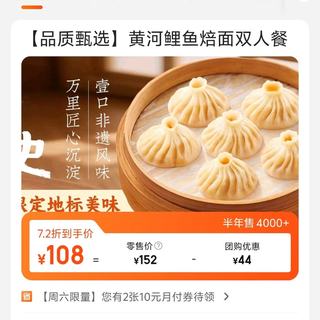 【品质甄选】黄河鲤鱼焙面双人餐
壹口非遗风味
万里匠心沉淀
限定地标美味
半年售 4000+
7.2折到手价
¥108
=
零售价?
¥152
-
团购优惠
¥44
【周六限量】您有2张10元月付券待领 >